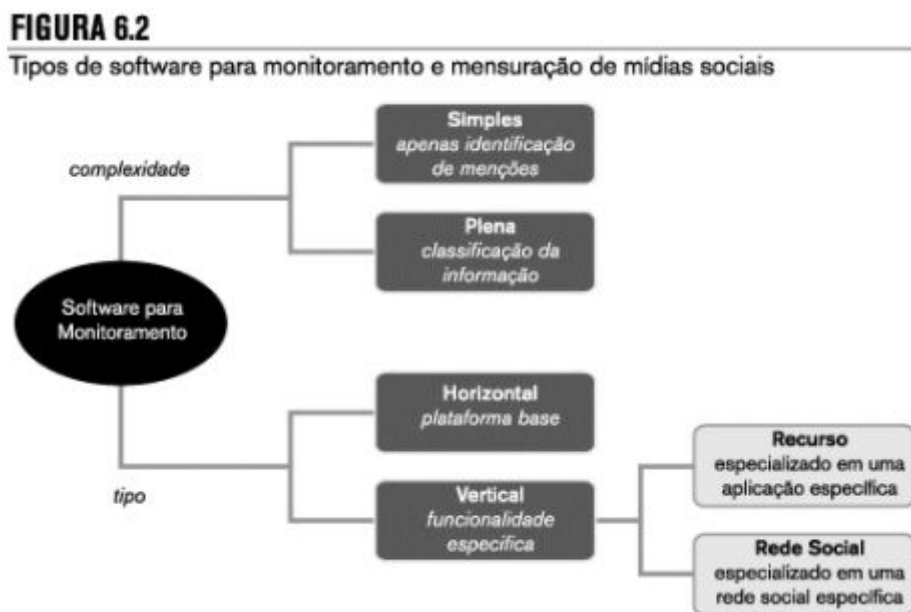 FIGURA 6.2
Tipos de software para monitoramento e mensuração de mídias sociais
complexidade
Simples
apenas identificação
de menções
Plena
classificação da
informação
Software para
Monitoramento
Horizontal
plataforma base
tipo
Vertical
funcionalidade
específica
Recurso
especializado em uma
aplicação específica
Rede Social
especializado em uma
rede social específica